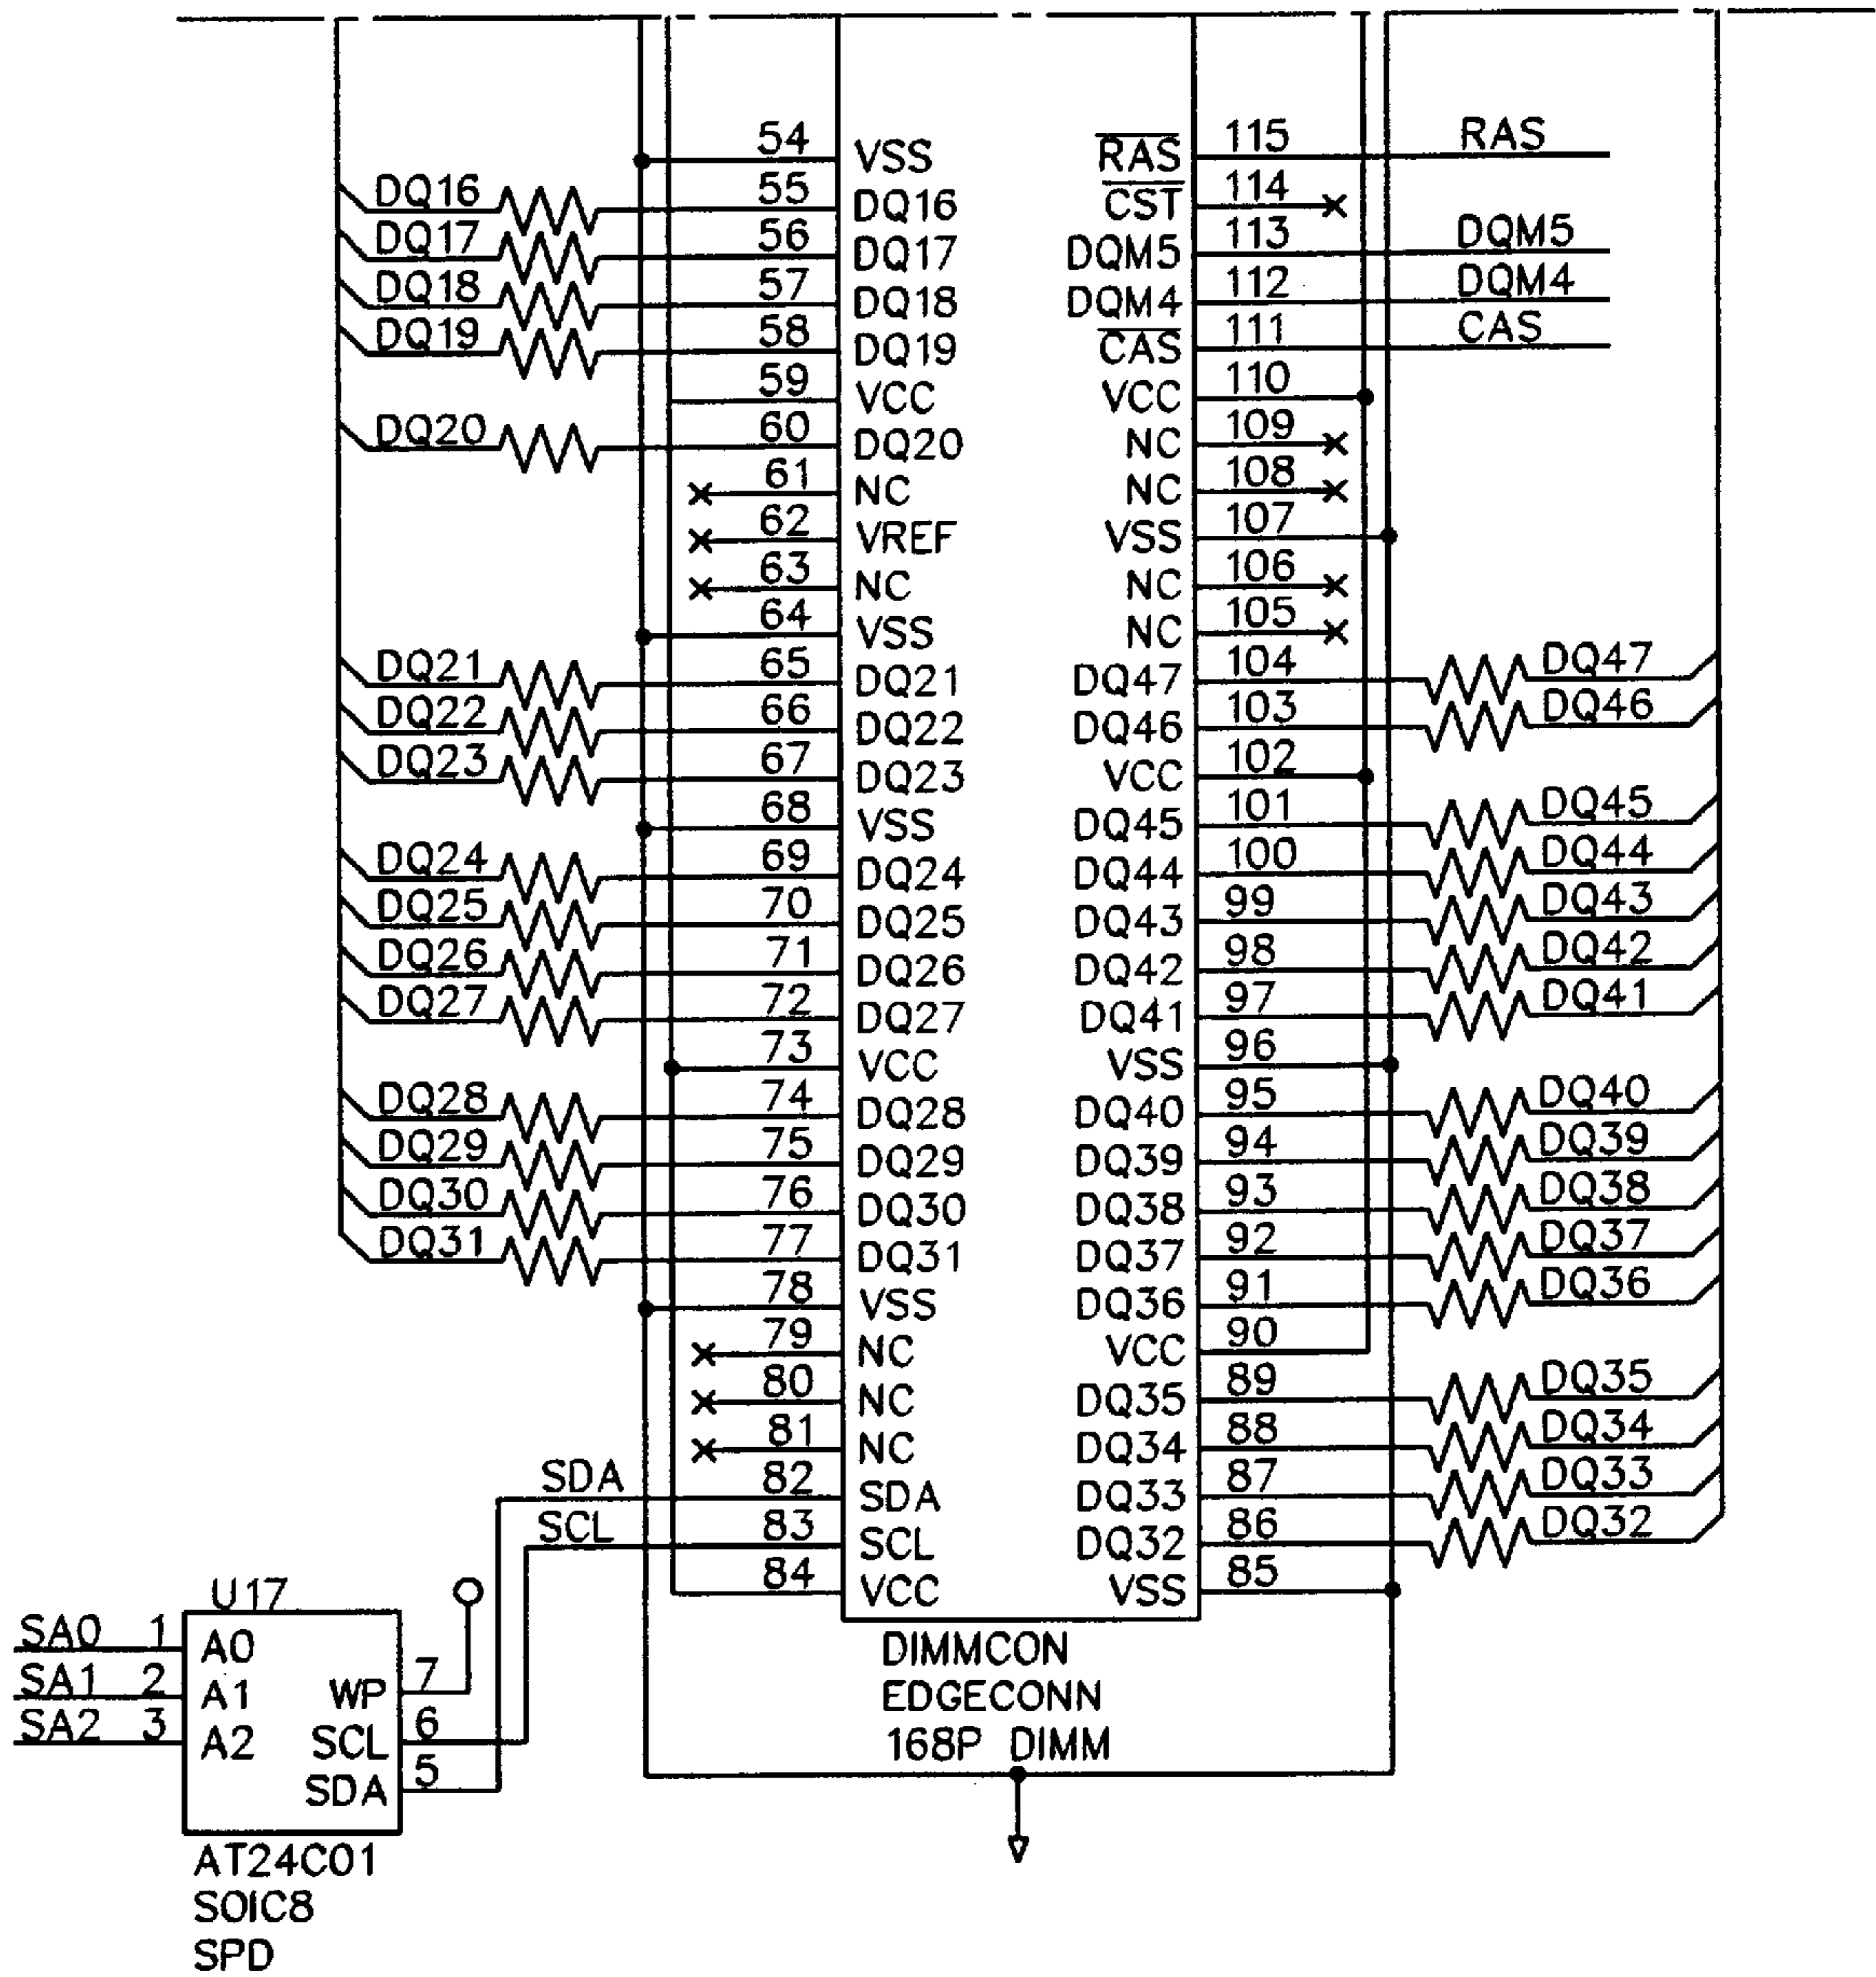 54 VSS RAS 115 RAS
DQ16 55 DQ16 CST 114
DQ17 56 DQ17 DQM5 113 DQM5
DQ18 57 DQ18 DQM4 112 DQM4
DQ19 58 DQ19 CAS 111 CAS
59 VCC VCC 110
DQ20 60 DQ20 NC 109
61 NC NC 108
62 VREF VSS 107
63 NC NC 106
64 VSS NC 105
DQ21 65 DQ21 DQ47 104 DQ47
DQ22 66 DQ22 DQ46 103 DQ46
DQ23 67 DQ23 VCC 102
68 VSS DQ45 101 DQ45
DQ24 69 DQ24 DQ44 100 DQ44
DQ25 70 DQ25 DQ43 99 DQ43
DQ26 71 DQ26 DQ42 98 DQ42
DQ27 72 DQ27 DQ41 97 DQ41
73 VCC VSS 96
DQ28 74 DQ28 DQ40 95 DQ40
DQ29 75 DQ29 DQ39 94 DQ39
DQ30 76 DQ30 DQ38 93 DQ38
DQ31 77 DQ31 DQ37 92 DQ37
78 VSS DQ36 91 DQ36
79 NC VCC 90
80 NC DQ35 89 DQ35
81 NC DQ34 88 DQ34
SDA 82 SDA DQ33 87 DQ33
SCL 83 SCL DQ32 86 DQ32
84 VCC VSS 85
U17
SA0 1 A0
SA1 2 A1 WP 7
SA2 3 A2 SCL 6
SDA 5
DIMMCON
EDGECONN
168P DIMM
AT24C01
SOIC8
SPD